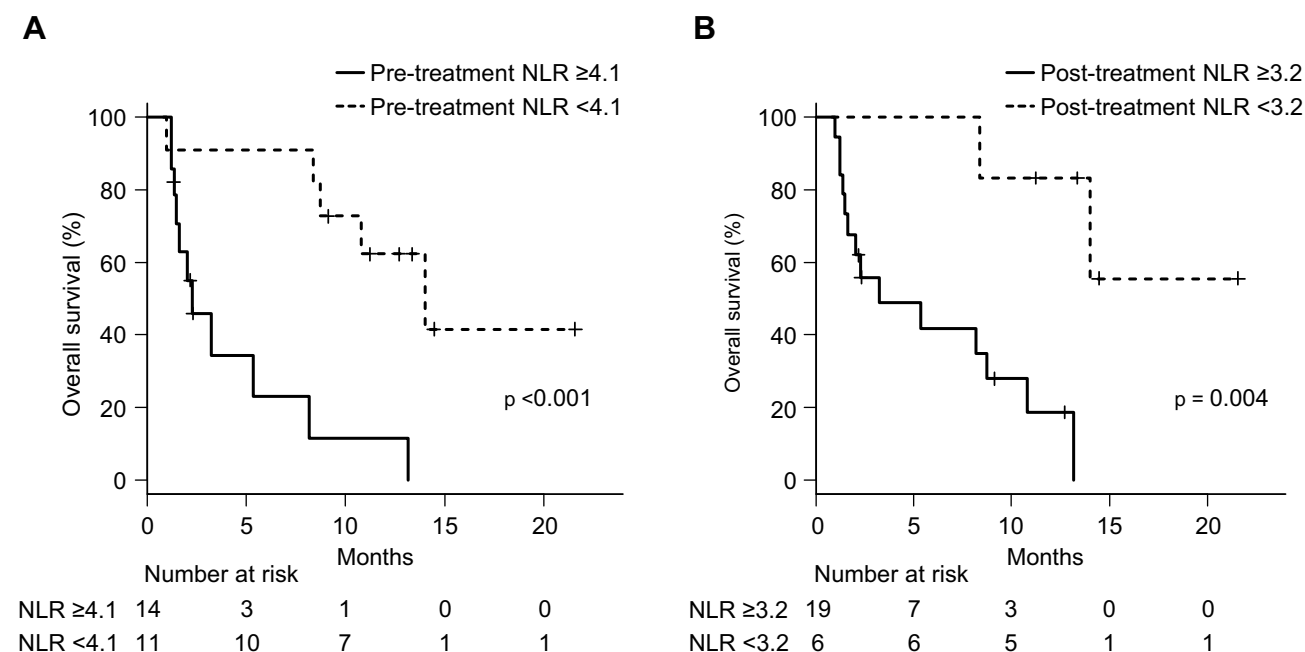 A
Pre-treatment NLR ≥4.1
Pre-treatment NLR <4.1
Overall survival (%)
100
80
60
40
20
0
p <0.001
0 5 10 15 20
Months
Number at risk
NLR ≥4.1 14 3 1 0 0
NLR <4.1 11 10 7 1 1
B
Post-treatment NLR ≥3.2
Post-treatment NLR <3.2
Overall survival (%)
100
80
60
40
20
0
p = 0.004
0 5 10 15 20
Months
Number at risk
NLR ≥3.2 19 7 3 0 0
NLR <3.2 6 6 5 1 1